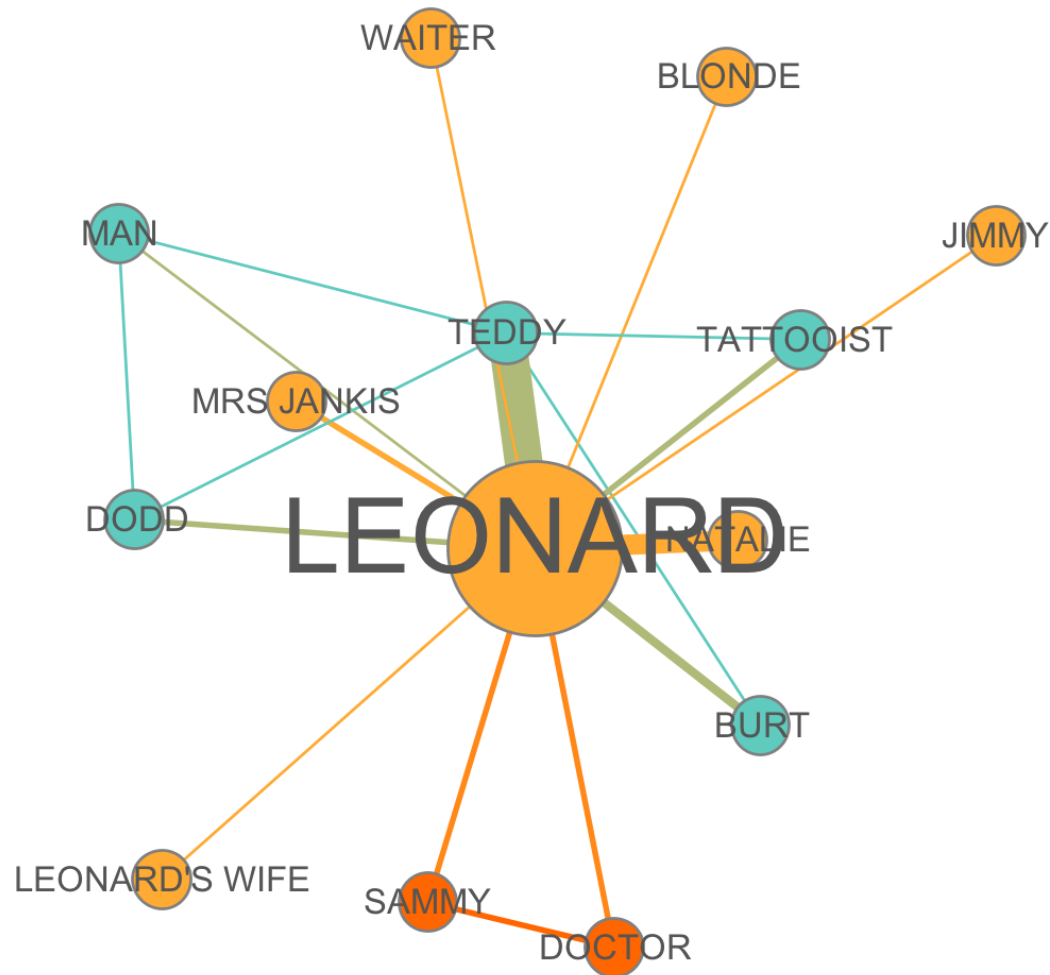 WAITER
BLONDE
MAN
JIMMY
TEDDY
TATTOOIST
MRS JANKIS
DODD
LEONARD
NATALIE
BURT
LEONARD'S WIFE
SAMMY
DOCTOR